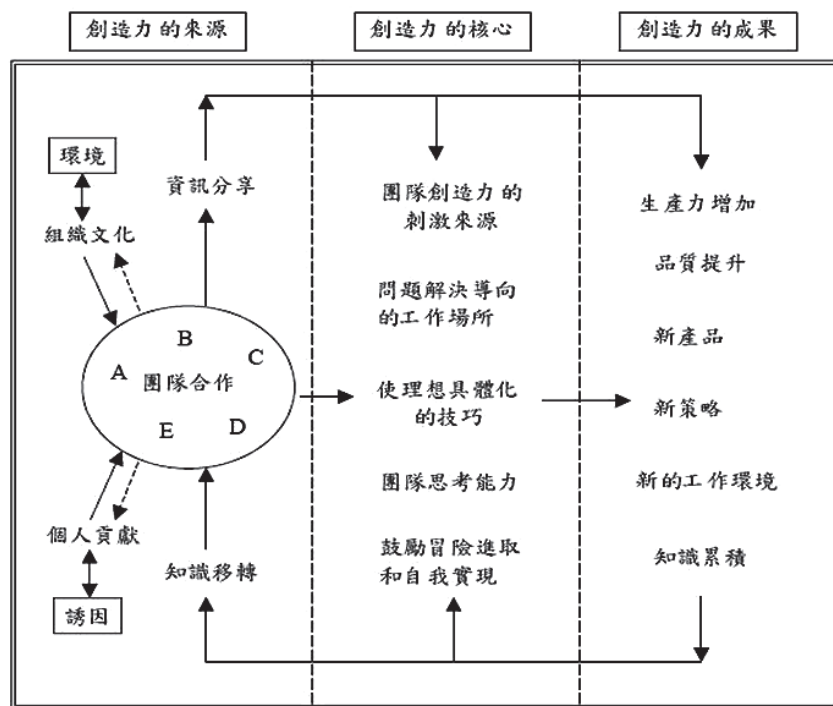 創造力的來源
創造力的核心
創造力的成果
環境
資訊分享
組織文化
B
A
C
團隊合作
E
D
個人貢獻
知識移轉
誘因
團隊創造力的
刺激來源
問題解決導向
的工作場所
使理想具體化
的技巧
團隊思考能力
鼓勵冒險進取
和自我實現
生產力增加
品質提升
新產品
新策略
新的工作環境
知識累積